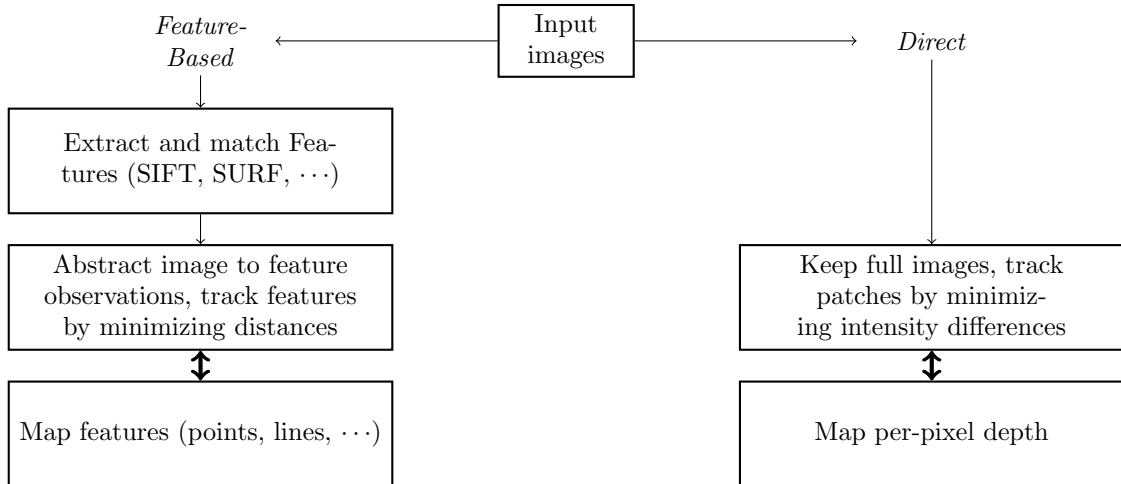 Feature-
Based
Input
images
Direct
Extract and match Fea-
tures (SIFT, SURF, ···)
Abstract image to feature
observations, track features
by minimizing distances
Keep full images, track
patches by minimiz-
ing intensity differences
Map features (points, lines, ···)
Map per-pixel depth